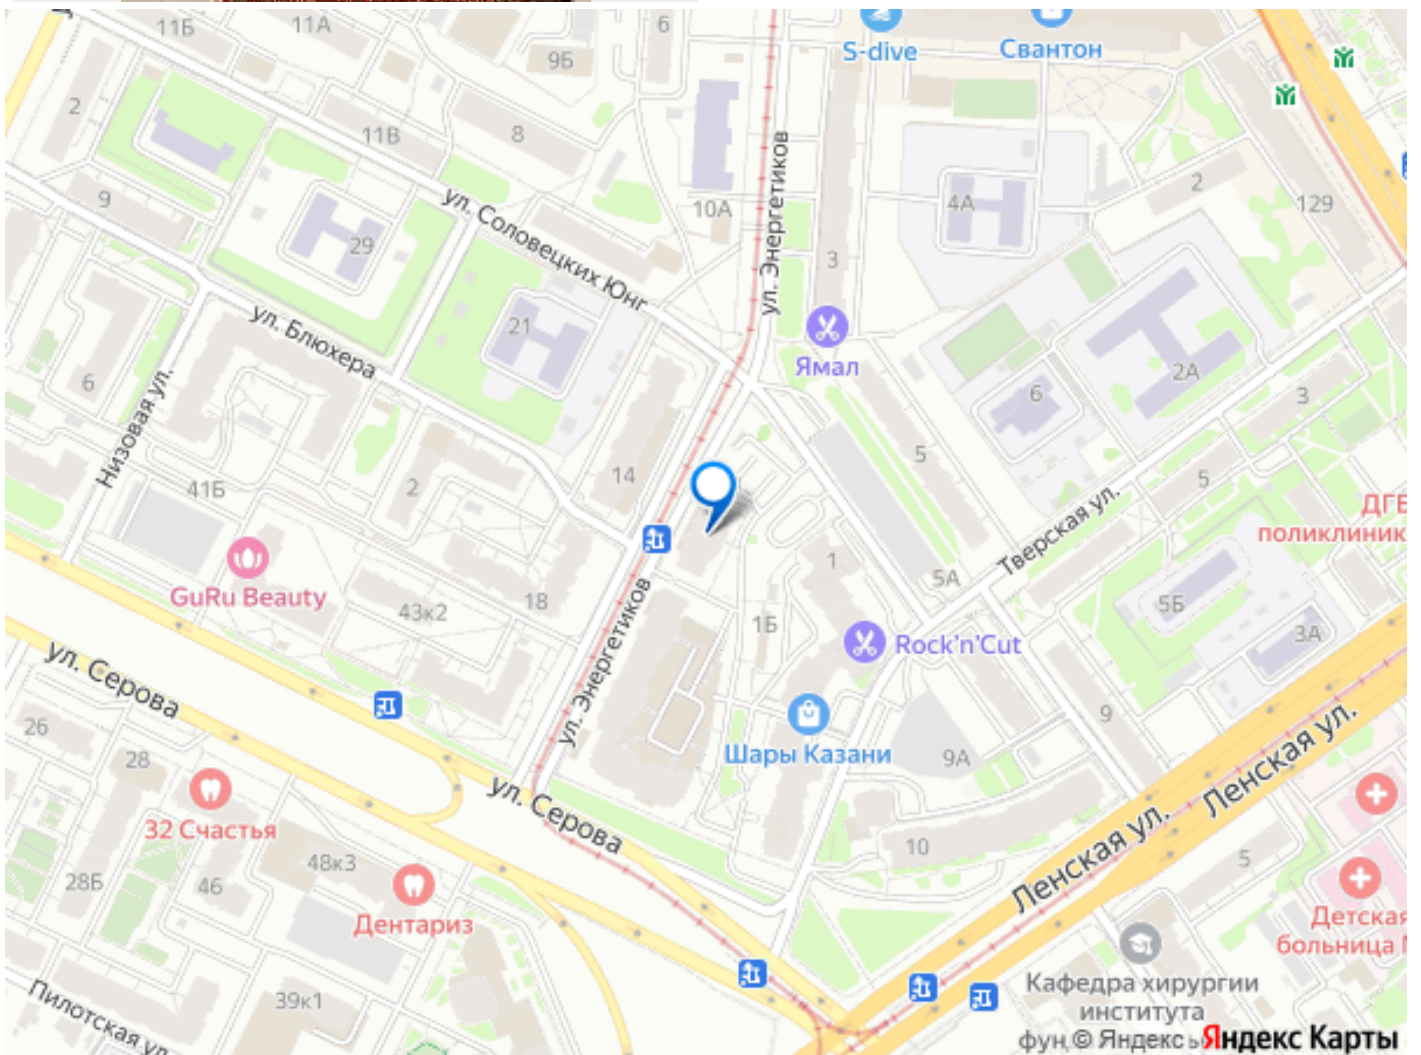 11Б
11А
6
9Б
S-dive
Свантон
2
11В
8
ул. Энергетиков
9
ул. Соловецких Юнг
10А
4А
2
129
29
3
21
ул. Блюхера
Ямал
6
2А
6
3
Низовая ул.
41Б
2
14
5
5
ДГБ
поликлиник
Тверская ул.
GuRu Beauty
43к2
18
1
5А
5Б
3А
1Б
Rock'n'Cut
ул. Серова
ул. Энергетиков
26
28
9
Шары Казани
9А
Ленская ул.
32 Счастья
ул. Серова
Ленская ул.
28Б
46
48к3
10
5
Дентариз
Детская
больница
39к1
Пилотская ул.
Кафедра хирургии
института
фун
© Яндекс
Яндекс Карты